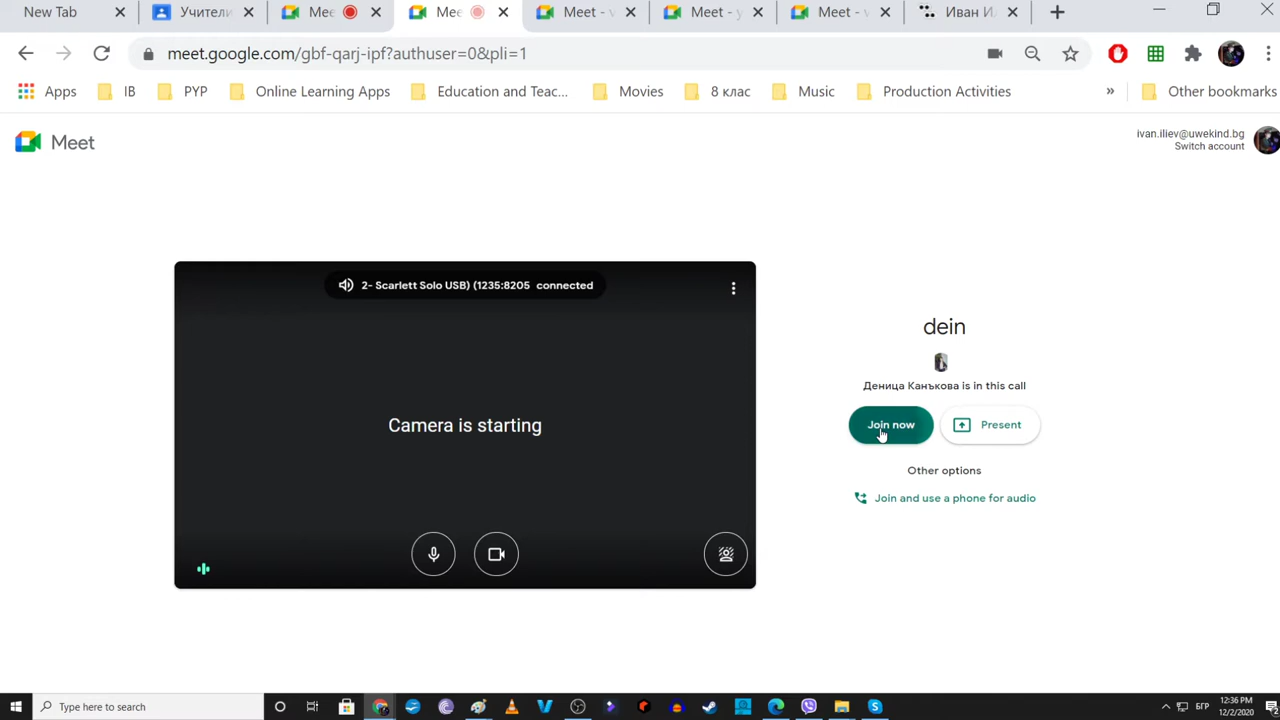 New Tab
Учители
Mee
Mee
Meet - v
Meet - y
Meet - v
Иван Ил
meet.google.com/gbf-qarj-ipf?authuser=0&pli=1
Apps
IB
PYP
Online Learning Apps
Education and Teac...
Movies
8 клас
Music
Production Activities
»
Other bookmarks
Meet
ivan.iliev@uwekind.bg
Switch account
2- Scarlett Solo USB) (1235:8205 connected
dein
Деница Канъкова is in this call
Camera is starting
Join now
Present
Other options
Join and use a phone for audio
Type here to search
БГР
12:36 PM
12/2/2020
2